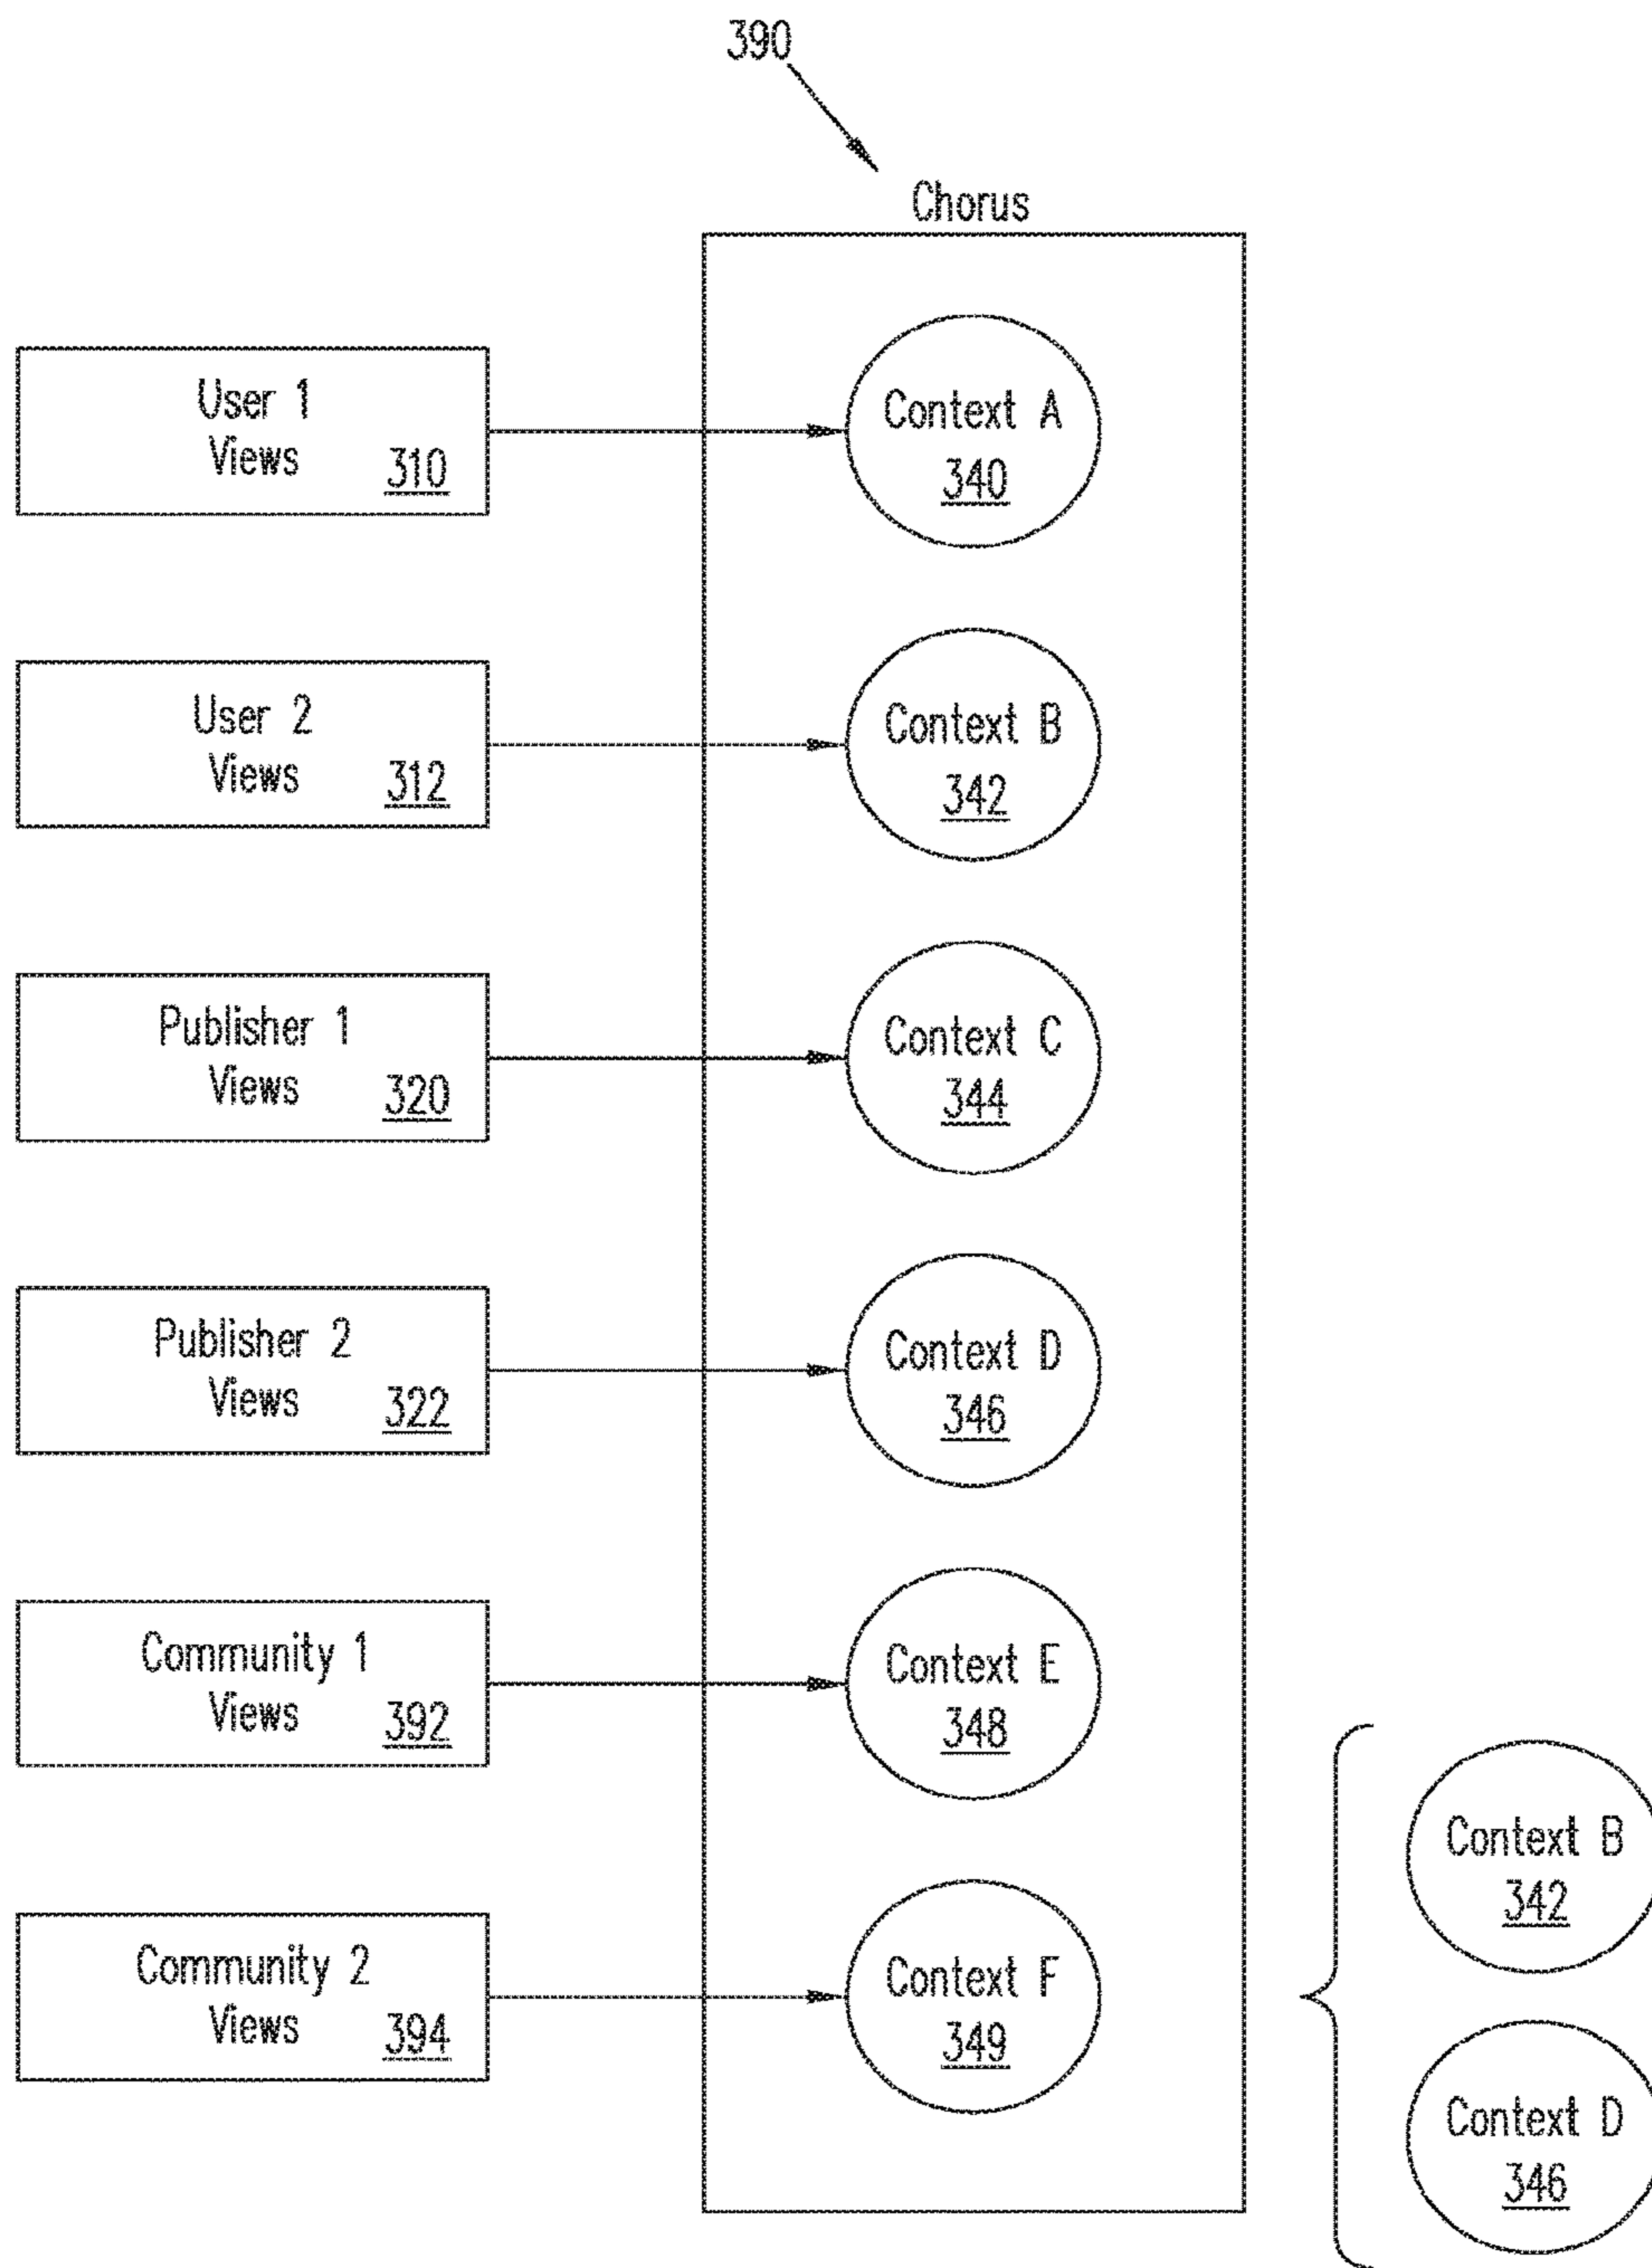 390
Chorus
User 1
Views 310
Context A
340
User 2
Views 312
Context B
342
Publisher 1
Views 320
Context C
344
Publisher 2
Views 322
Context D
346
Community 1
Views 392
Context E
348
Community 2
Views 394
Context F
349
Context B
342
Context D
346